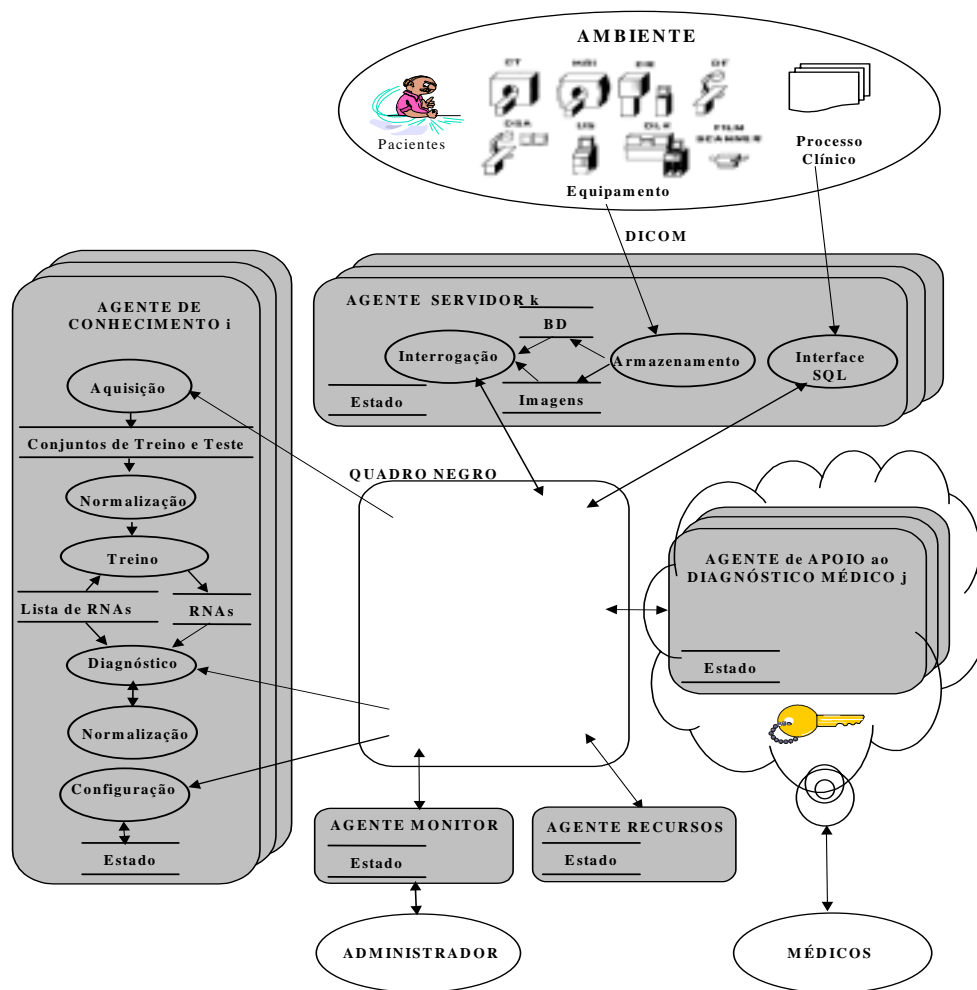 AMBIENTE
CT
MRI
CR
DF
DSA
US
DLR
FILM
SCANNER
Pacientes
Processo
Clínico
Equipamento
DICOM
AGENTE DE
CONHECIMENTO i
Aquisição
Conjuntos de Treino e Teste
Normalização
Treino
Lista de RNAs
RNAs
Diagnóstico
Normalização
Configuração
Estado
AGENTE SERVIDOR k
BD
Interrogação
Armazenamento
Interface
SQL
Estado
Imagens
QUADRO NEGRO
AGENTE de APOIO ao
DIAGNÓSTICO MÉDICO j
Estado
AGENTE MONITOR
Estado
AGENTE RECURSOS
Estado
ADMINISTRADOR
MÉDICOS